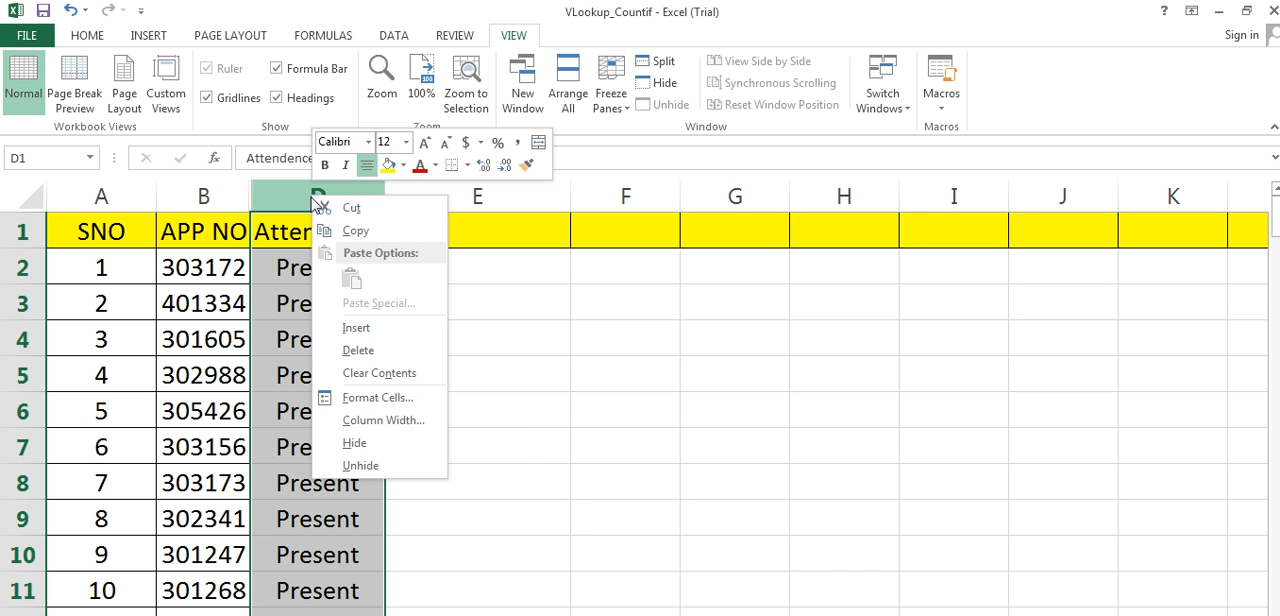 VLookup_Countif - Excel (Trial)
?
FILE HOME INSERT PAGE LAYOUT FORMULAS DATA REVIEW VIEW Sign in
Normal Page Break Preview Page Layout Custom Views
Workbook Views
Ruler Formula Bar
Gridlines Headings
Show
Zoom 100% Zoom to Selection
Zoom
New Window Arrange All Freeze Panes
Split
Hide
Unhide
View Side by Side
Synchronous Scrolling
Reset Window Position
Switch Windows
Window
Macros
Macros
Calibri 12 A A $ % ,
B I A .0 .00 .00 .0
D1 fx Attendence
A B D E F G H I J K
1 SNO APP NO Atten
2 1 303172 Pre
3 2 401334 Pre
4 3 301605 Pre
5 4 302988 Pre
6 5 305426 Pre
7 6 303156 Pre
8 7 303173 Present
9 8 302341 Present
10 9 301247 Present
11 10 301268 Present
Cut
Copy
Paste Options:
Paste Special...
Insert
Delete
Clear Contents
Format Cells...
Column Width...
Hide
Unhide